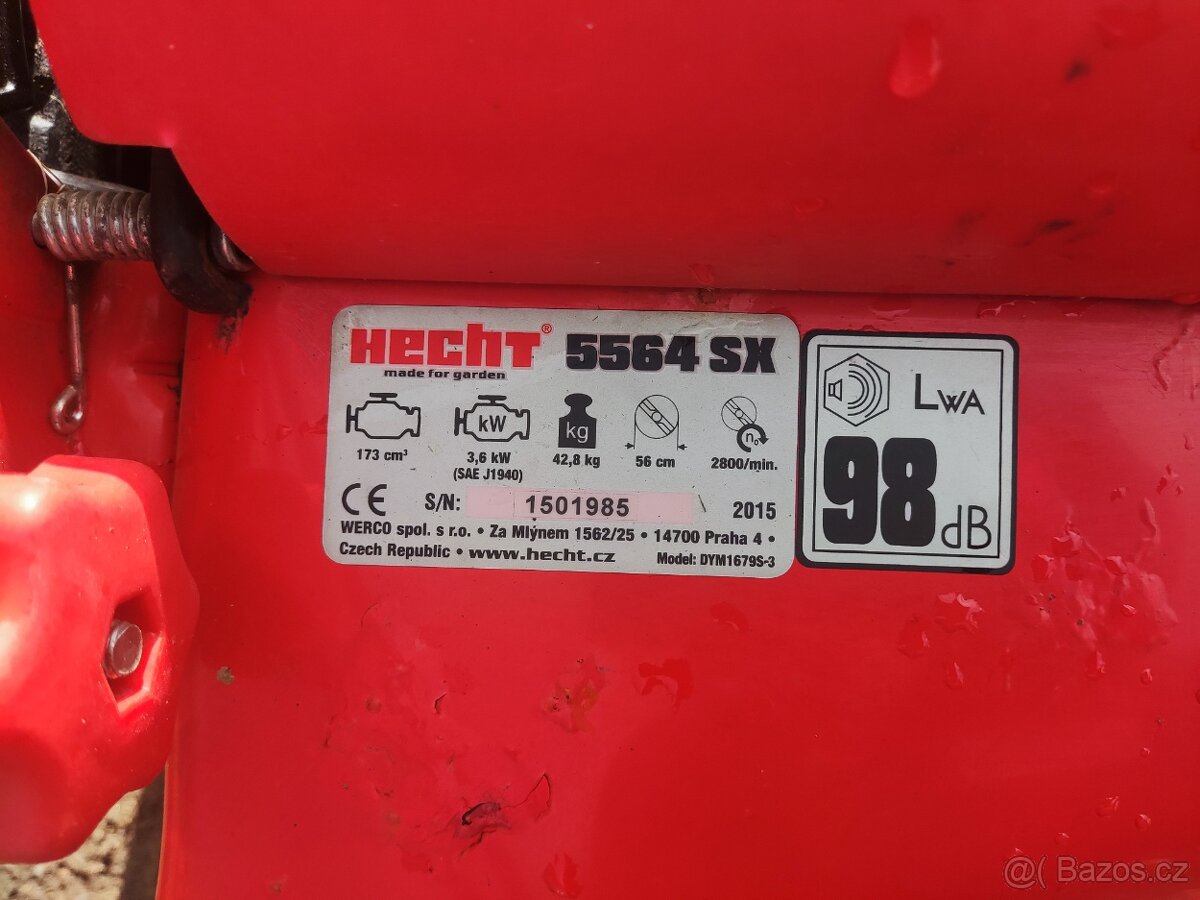 HECHT® 5564 SX
made for garden
kW
kg
n₀
173 cm³
3,6 kW
(SAE J1940)
42,8 kg
56 cm
2800/min.
CE S/N: 1501985 2015
WERCO spol. s r.o. • Za Mlýnem 1562/25 • 14700 Praha 4 •
Czech Republic • www.hecht.cz Model: DYM1679S-3
LWA
98 dB
@( Bazos.cz